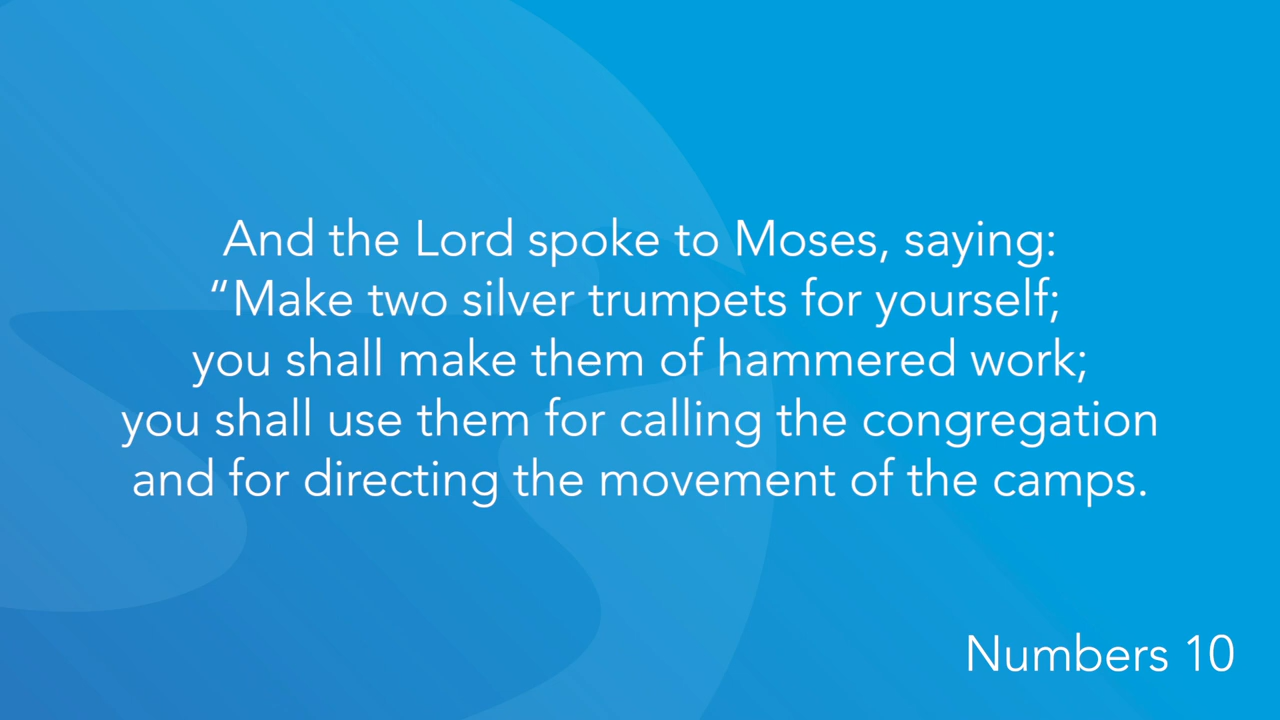 And the Lord spoke to Moses, saying:
“Make two silver trumpets for yourself;
you shall make them of hammered work;
you shall use them for calling the congregation
and for directing the movement of the camps.
Numbers 10